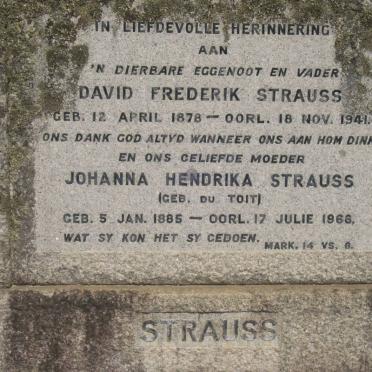 IN LIEFDEVOLLE HERINNERING
AAN
'N DIERBARE EGGENOOT EN VADER
DAVID FREDERIK STRAUSS
GEB. 12 APRIL 1878 — OORL. 18 NOV. 1941.
ONS DANK GOD ALTYD WANNEER ONS AAN HOM DINK
EN ONS GELIEFDE MOEDER
JOHANNA HENDRIKA STRAUSS
(GEB. DU TOIT)
GEB. 5 JAN. 1885 — OORL. 17 JULIE 1966.
WAT SY KON HET SY GEDOEN. MARK. 14 VS. 8.
STRAUSS